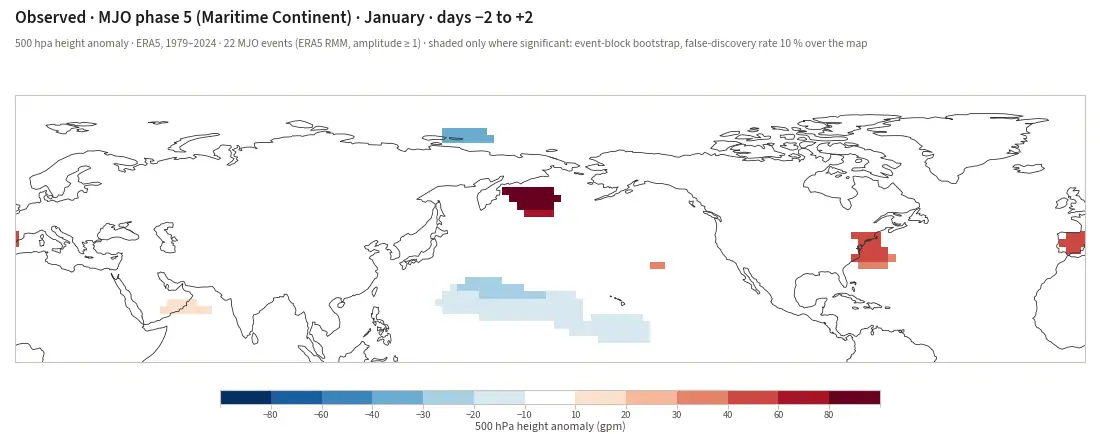 Observed · MJO phase 5 (Maritime Continent) · January · days −2 to +2
500 hpa height anomaly · ERA5, 1979–2024 · 22 MJO events (ERA5 RMM, amplitude ≥ 1) · shaded only where significant: event-block bootstrap, false-discovery rate 10 % over the map
−80 −60 −40 −30 −20 −10 10 20 30 40 60 80
500 hPa height anomaly (gpm)